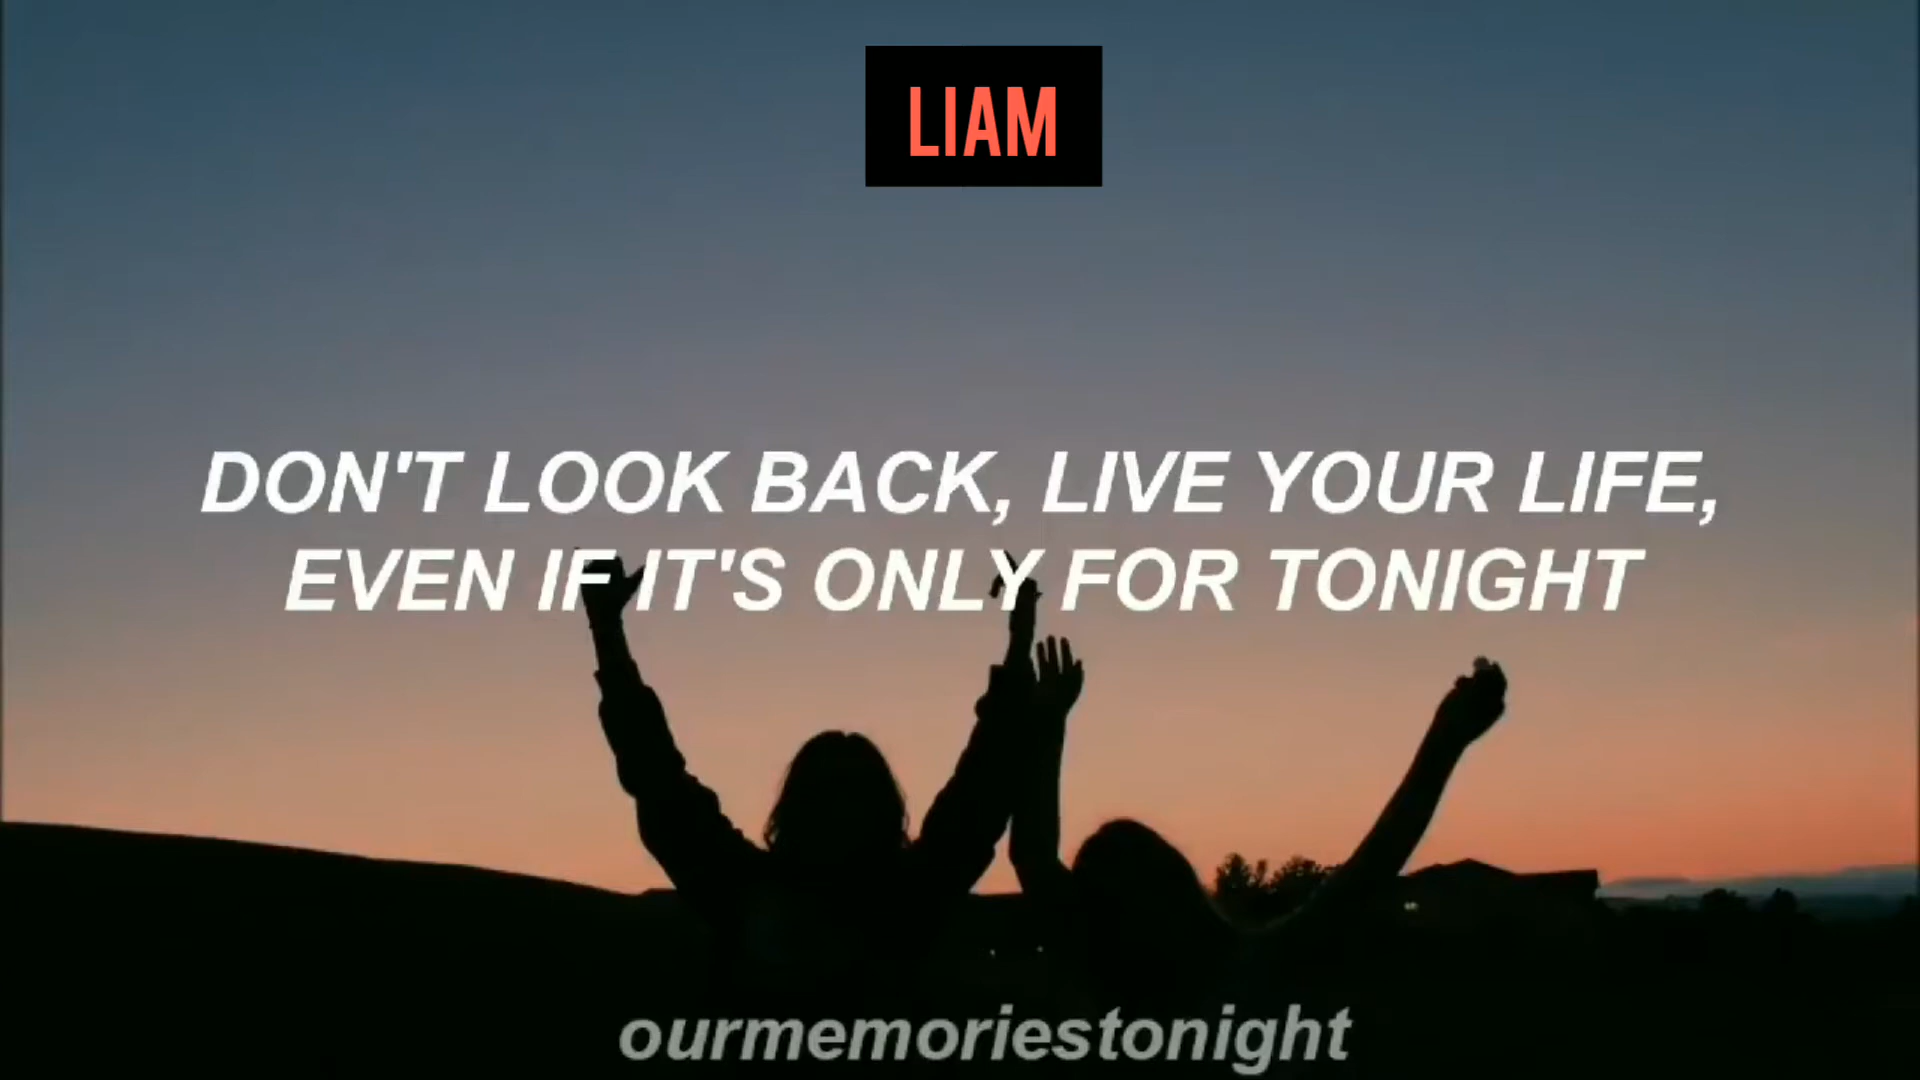 LIAM
DON'T LOOK BACK, LIVE YOUR LIFE,
EVEN IF IT'S ONLY FOR TONIGHT
ourmemoriestonight